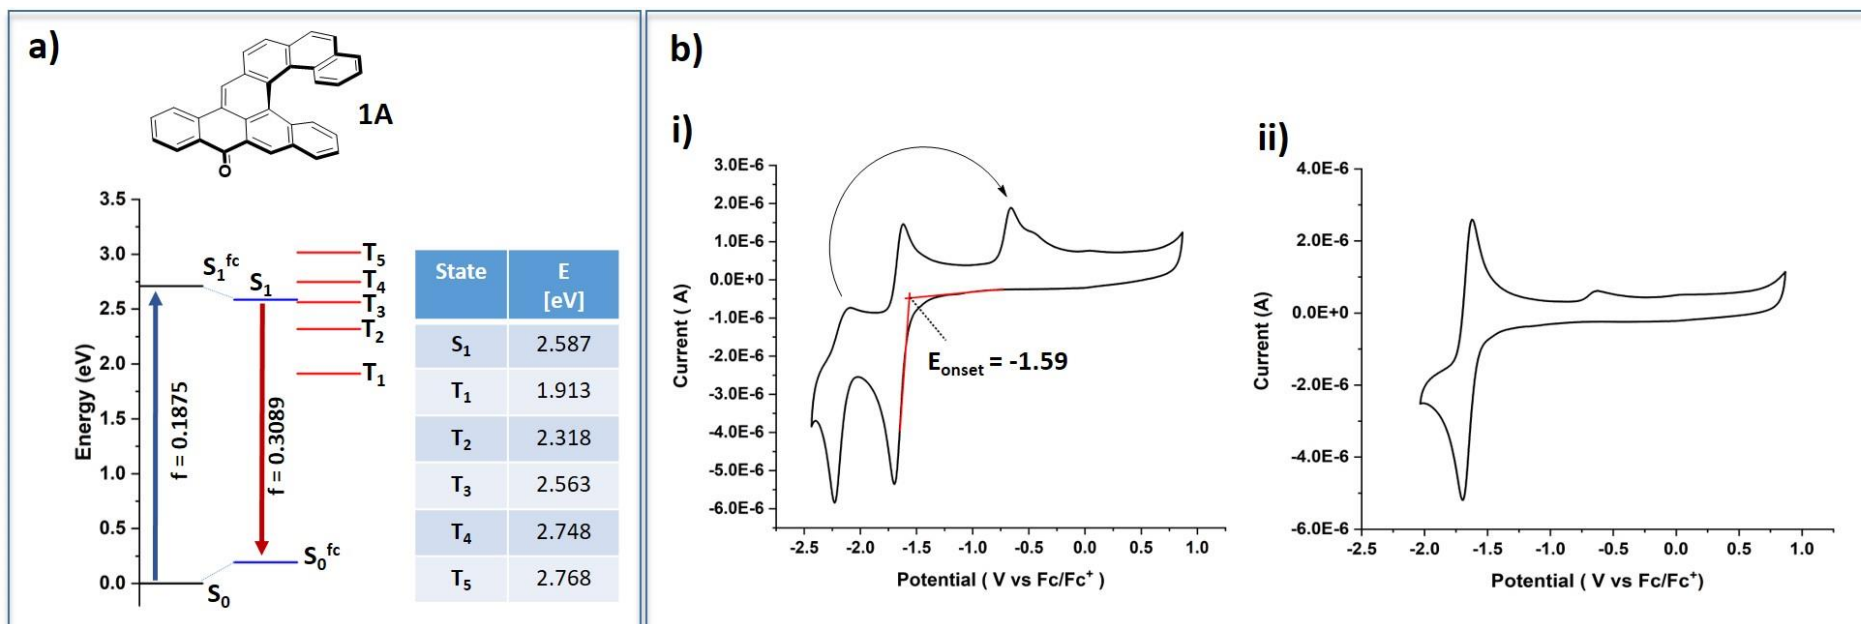 a)
1A
O
3.5
3.0
2.5
2.0
1.5
1.0
0.5
0.0
Energy (eV)
S1fc
S1
T5
T4
T3
T2
T1
f = 0.1875
f = 0.3089
S0fc
S0
State E [eV]
S1 2.587
T1 1.913
T2 2.318
T3 2.563
T4 2.748
T5 2.768
b)
i)
3.0E-6
2.0E-6
1.0E-6
0.0E+0
-1.0E-6
-2.0E-6
-3.0E-6
-4.0E-6
-5.0E-6
-6.0E-6
Current ( A)
Eonset = -1.59
-2.5 -2.0 -1.5 -1.0 -0.5 0.0 0.5 1.0
Potential ( V vs Fc/Fc+ )
ii)
4.0E-6
2.0E-6
0.0E+0
-2.0E-6
-4.0E-6
-6.0E-6
Current (A)
-2.5 -2.0 -1.5 -1.0 -0.5 0.0 0.5 1.0
Potential ( V vs Fc/Fc+)